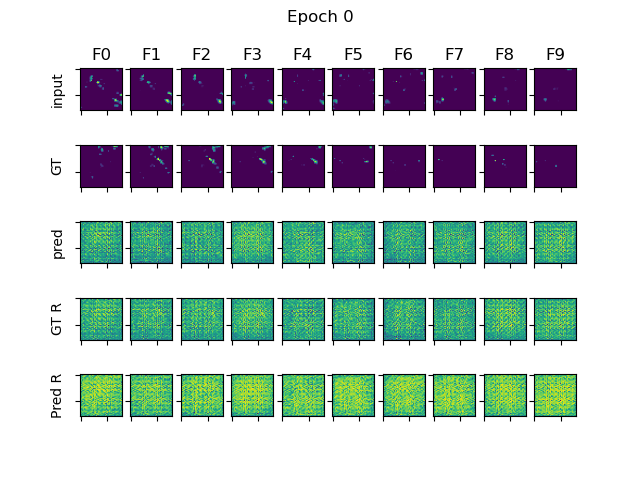 Epoch 0
F0 F1 F2 F3 F4 F5 F6 F7 F8 F9
input
GT
pred
GT R
Pred R